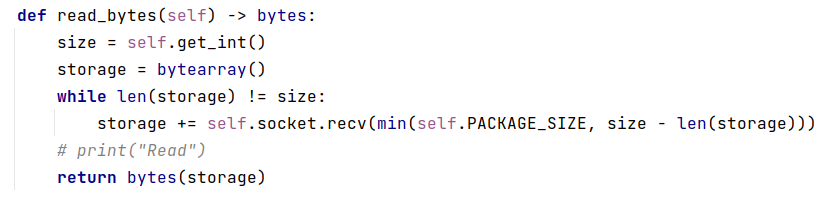 def read_bytes(self) -> bytes:
    size = self.get_int()
    storage = bytearray()
    while len(storage) != size:
        storage += self.socket.recv(min(self.PACKAGE_SIZE, size - len(storage)))
    # print("Read")
    return bytes(storage)